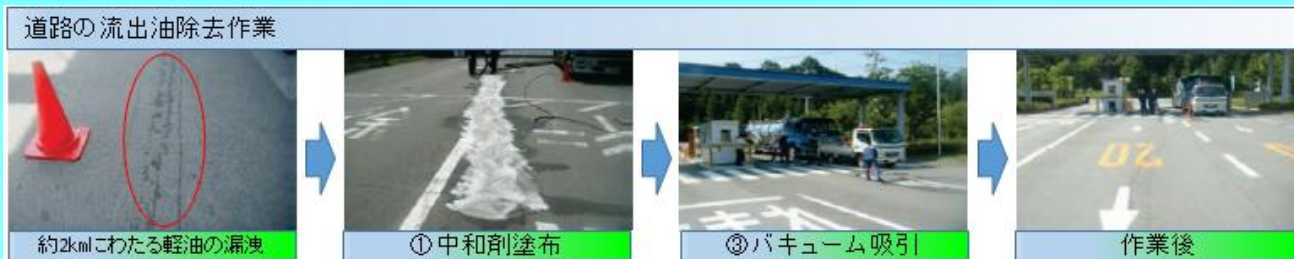 道路の流出油除去作業
約2kmにわたる軽油の漏洩
①中和剤塗布
③バキューム吸引
作業後
20